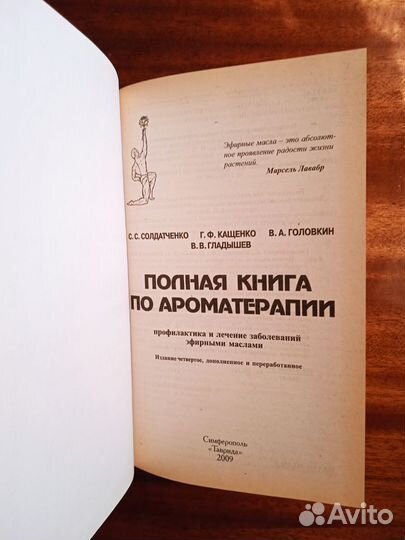 Эфирные масла – это абсолют-
ное проявление радости жизни
растений.
Марсель Лавабр
С. С. СОЛДАТЧЕНКО Г. Ф. КАЩЕНКО В. А. ГОЛОВКИН
В. В. ГЛАДЫШЕВ
ПОЛНАЯ КНИГА
ПО АРОМАТЕРАПИИ
профилактика и лечение заболеваний
эфирными маслами
Издание четвертое, дополненное и переработанное
Симферополь
«Таврида»
2009
Avito